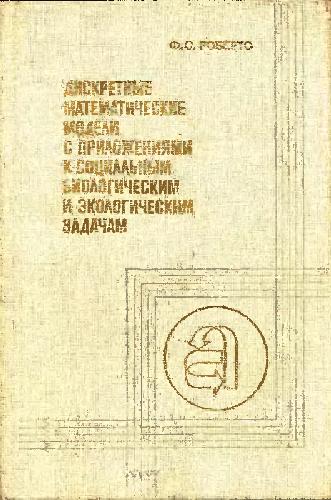 Ф.С. РОБЕРТС
ДИСКРЕТНЫЕ
МАТЕМАТИЧЕСКИЕ
МОДЕЛИ
С ПРИЛОЖЕНИЯМИ
К СОЦИАЛЬНЫМ
БИОЛОГИЧЕСКИМ
И ЭКОЛОГИЧЕСКИМ
ЗАДАЧАМ